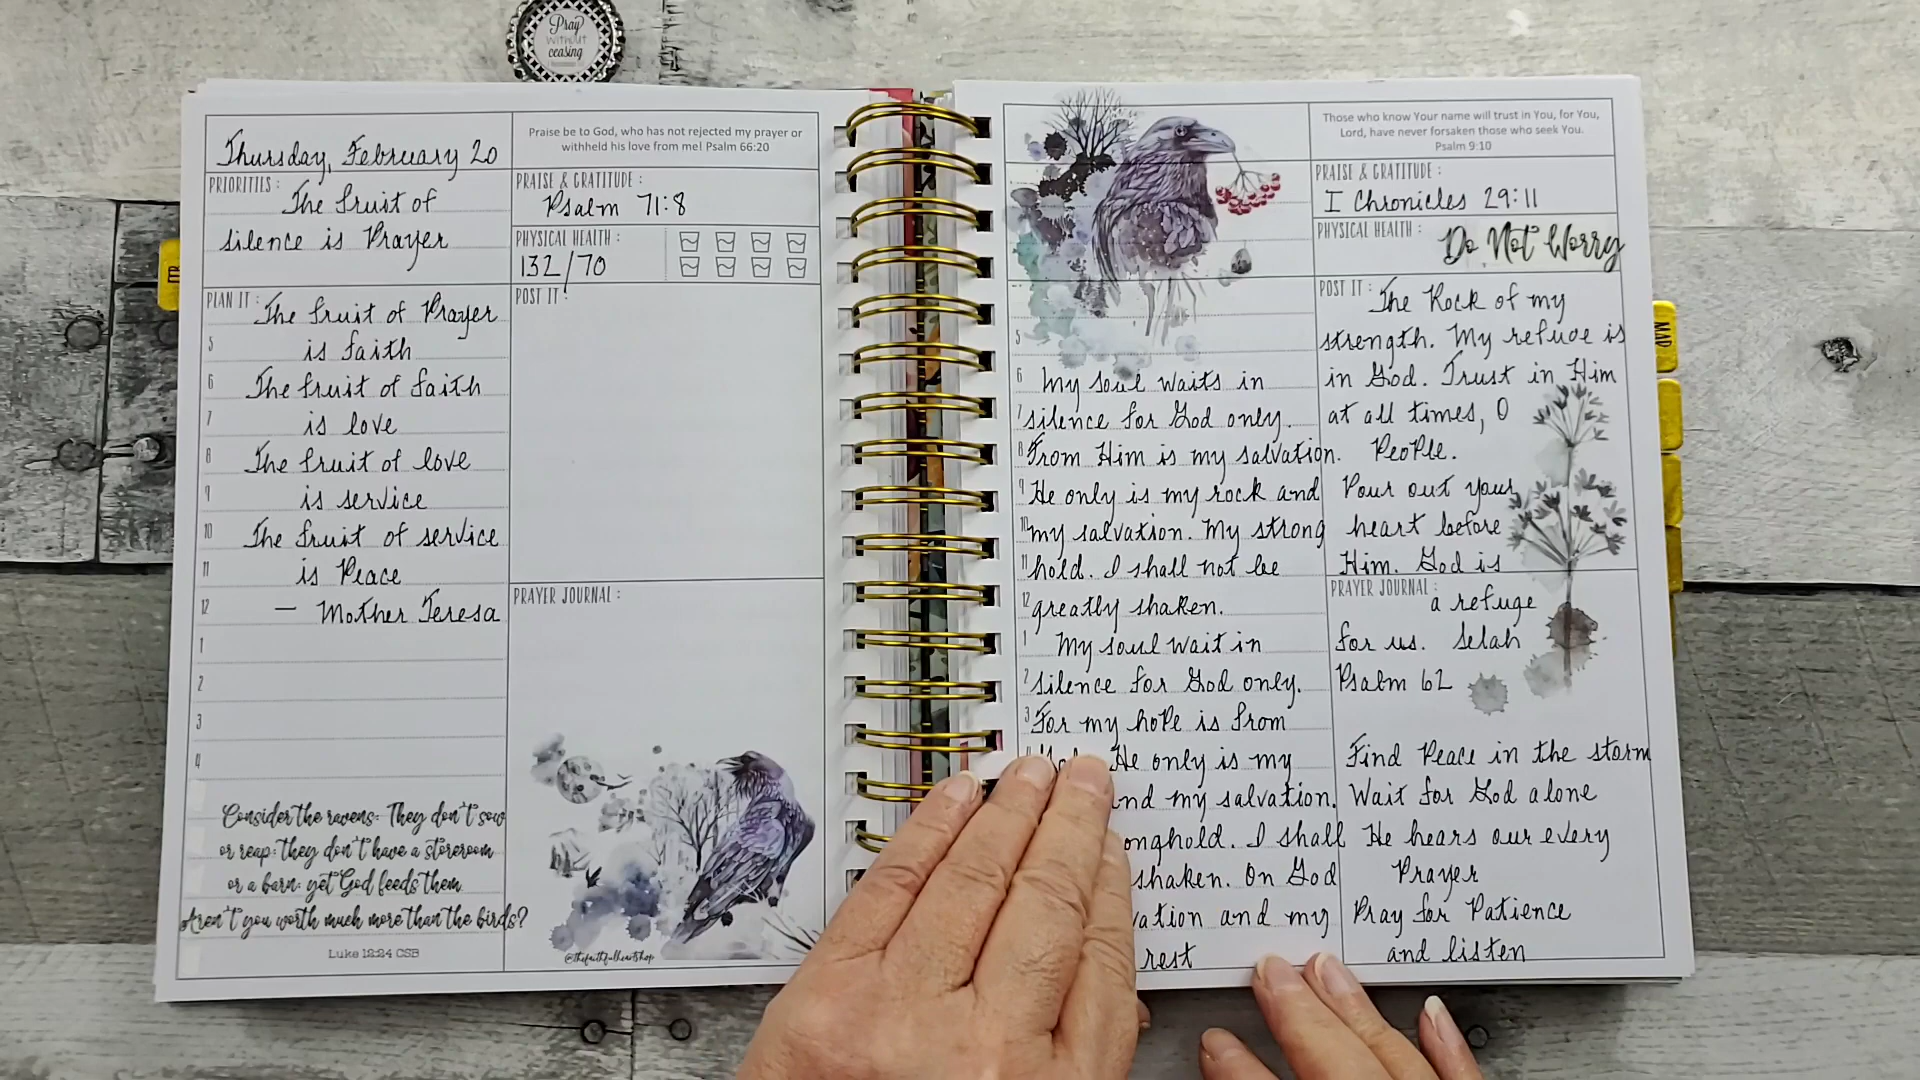 Pray
without
ceasing
Thursday, February 20
Praise be to God, who has not rejected my prayer or
withheld his love from me! Psalm 66:20
PRIORITIES :
The fruit of
silence is Prayer
PRAISE & GRATITUDE :
Psalm 71:8
PHYSICAL HEALTH :
132/70
PLAN IT :
The fruit of Prayer
5 is faith
6 The fruit of faith
7 is love
8 The fruit of love
9 is service
10 The fruit of service
11 is Peace
12 — Mother Teresa
1
2
3
4
Consider the ravens: They don't sow
or reap; they don't have a storeroom
or a barn; yet God feeds them.
Aren't you worth much more than the birds?
Luke 12:24 CSB
POST IT :
PRAYER JOURNAL :
@thefaithfulheartshop
Those who know Your name will trust in You, for You,
Lord, have never forsaken those who seek You.
Psalm 9:10
PRAISE & GRATITUDE :
I Chronicles 29:11
PHYSICAL HEALTH :
Do Not Worry
5
6 My soul waits in
7 silence for God only.
8 From Him is my salvation.
9 He only is my rock and
10 my salvation. My strong
11 hold. I shall not be
12 greatly shaken.
1 My soul wait in
2 silence for God only.
3 For my hope is from
He only is my
and my salvation.
onghold. I shall
shaken. On God
vation and my
rest
POST IT :
The Rock of my
strength. My refuge is
in God. Trust in Him
at all times, O
People.
Pour out your
heart before
Him. God is
PRAYER JOURNAL :
a refuge
for us. Selah
Psalm 62
Find Peace in the storm
Wait for God alone
He hears our every
Prayer
Pray for Patience
and listen
MAR